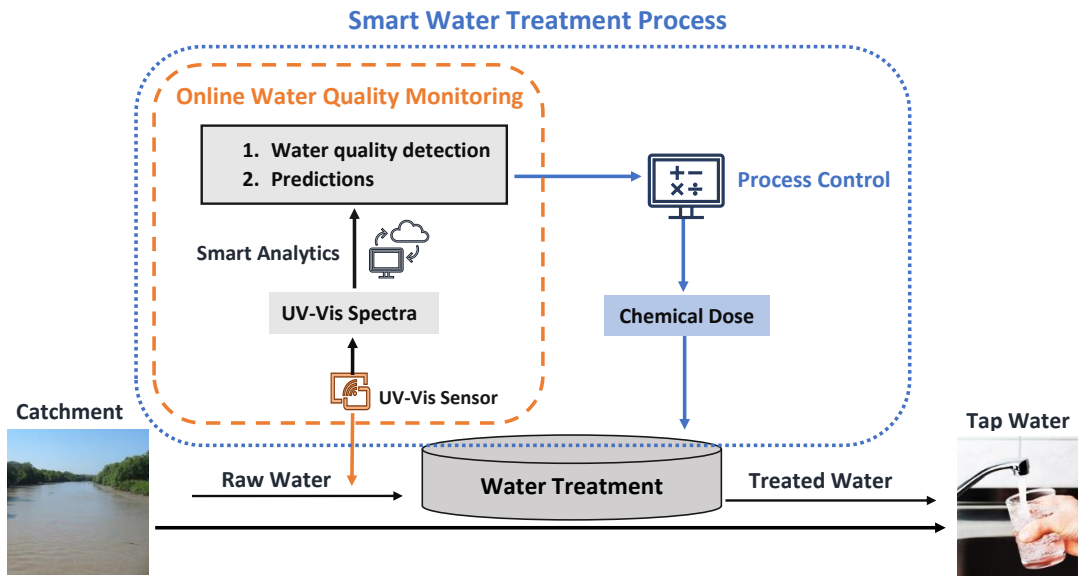 Smart Water Treatment Process
Online Water Quality Monitoring
1. Water quality detection
2. Predictions
Process Control
Smart Analytics
UV-Vis Spectra
Chemical Dose
UV-Vis Sensor
Catchment
Tap Water
Raw Water
Water Treatment
Treated Water